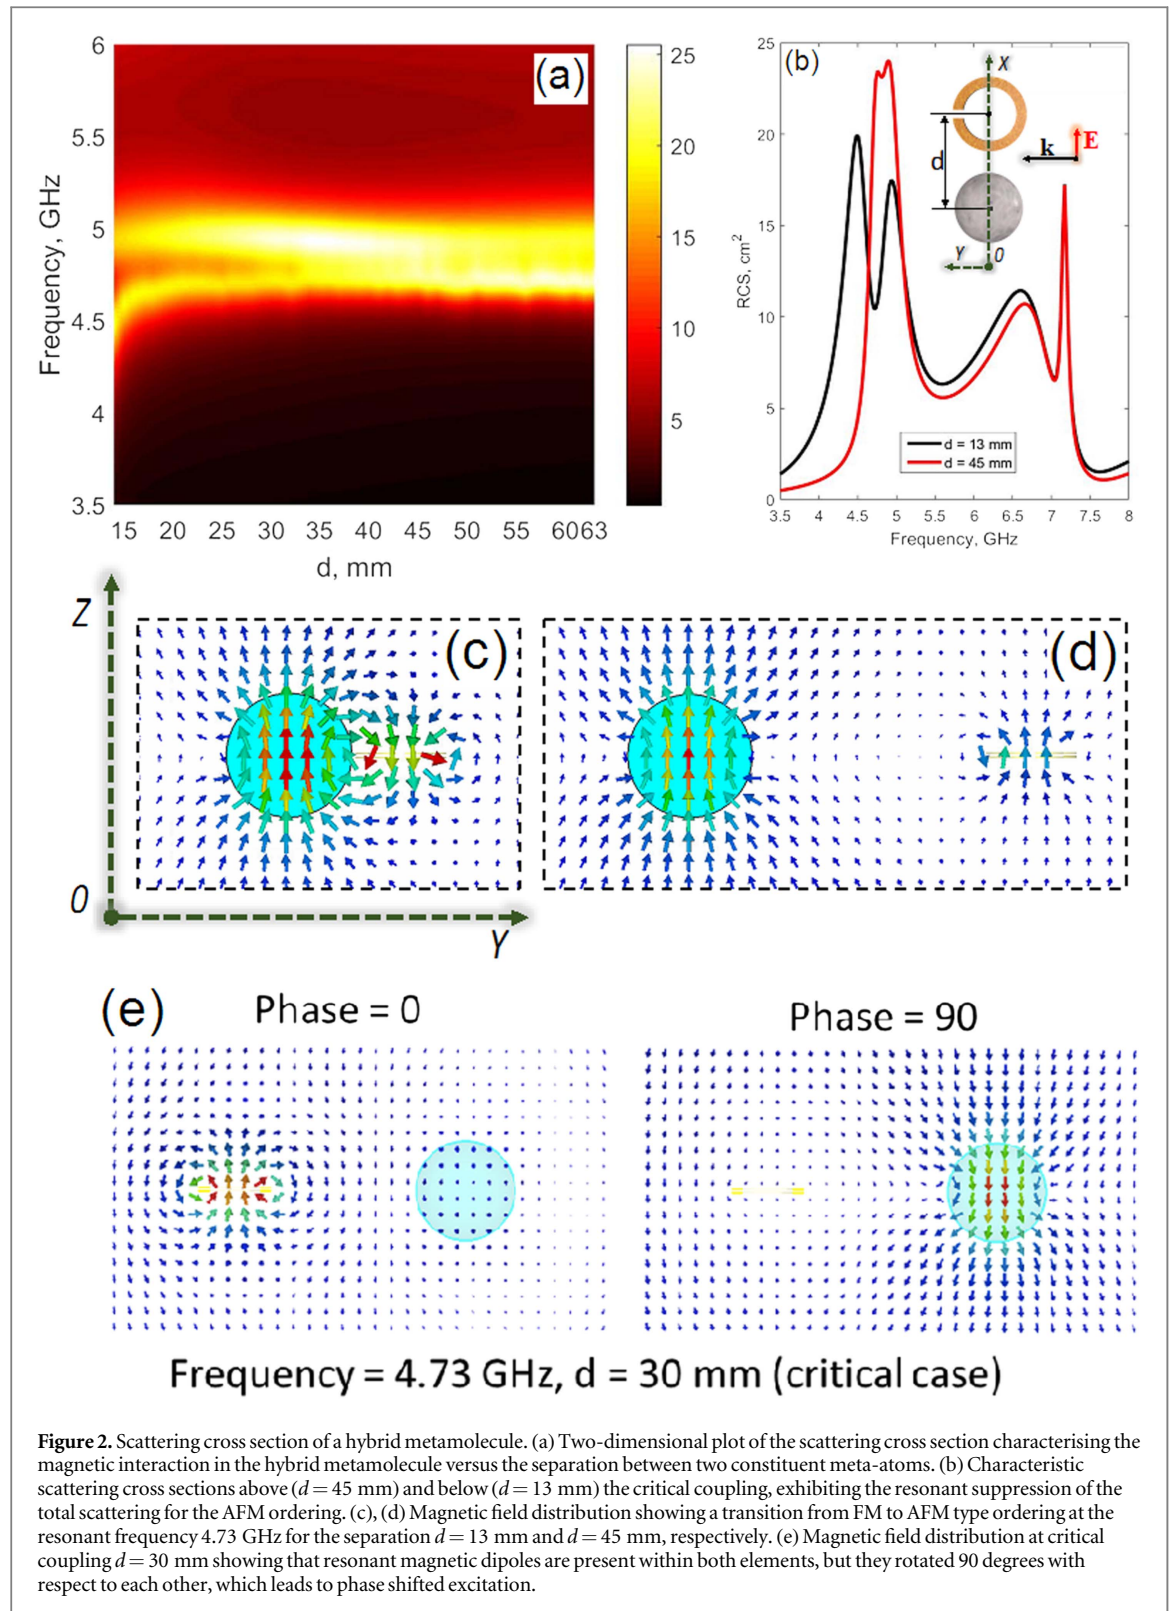 6
5.5
5
4.5
4
3.5
Frequency, GHz
15 20 25 30 35 40 45 50 55 6063
d, mm
(a)
25
20
15
10
5
(b)
25
20
15
10
5
0
RCS, cm²
3.5 4 4.5 5 5.5 6 6.5 7 7.5 8
Frequency, GHz
X
E
k
d
Y 0
d = 13 mm
d = 45 mm
Z
(c)
(d)
0
Y
(e)
Phase = 0
Phase = 90
Frequency = 4.73 GHz, d = 30 mm (critical case)
Figure 2. Scattering cross section of a hybrid metamolecule. (a) Two-dimensional plot of the scattering cross section characterising the
magnetic interaction in the hybrid metamolecule versus the separation between two constituent meta-atoms. (b) Characteristic
scattering cross sections above (d = 45 mm) and below (d = 13 mm) the critical coupling, exhibiting the resonant suppression of the
total scattering for the AFM ordering. (c), (d) Magnetic field distribution showing a transition from FM to AFM type ordering at the
resonant frequency 4.73 GHz for the separation d = 13 mm and d = 45 mm, respectively. (e) Magnetic field distribution at critical
coupling d = 30 mm showing that resonant magnetic dipoles are present within both elements, but they rotated 90 degrees with
respect to each other, which leads to phase shifted excitation.